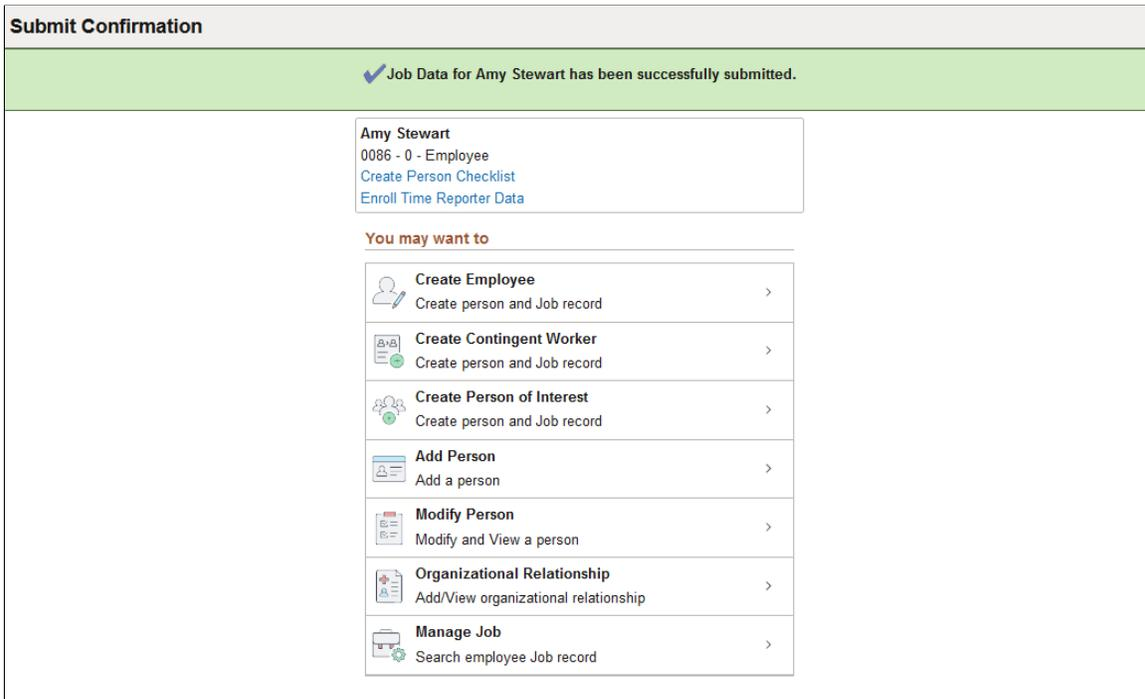 Submit Confirmation
Job Data for Amy Stewart has been successfully submitted.
Amy Stewart
0086 - 0 - Employee
Create Person Checklist
Enroll Time Reporter Data
You may want to
Create Employee
Create person and Job record
Create Contingent Worker
Create person and Job record
Create Person of Interest
Create person and Job record
Add Person
Add a person
Modify Person
Modify and View a person
Organizational Relationship
Add/View organizational relationship
Manage Job
Search employee Job record